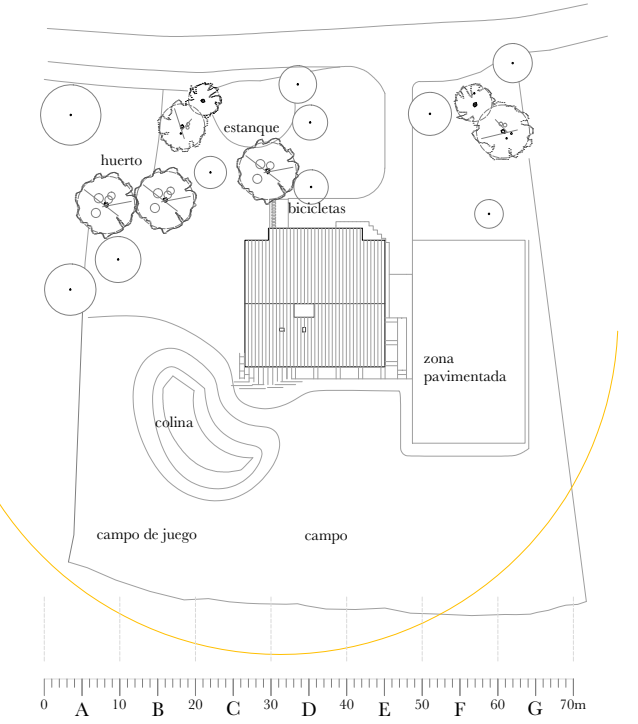 estanque
huerto
bicicletas
zona
pavimentada
colina
campo de juego
campo
0 10 20 30 40 50 60 70m
A B C D E F G